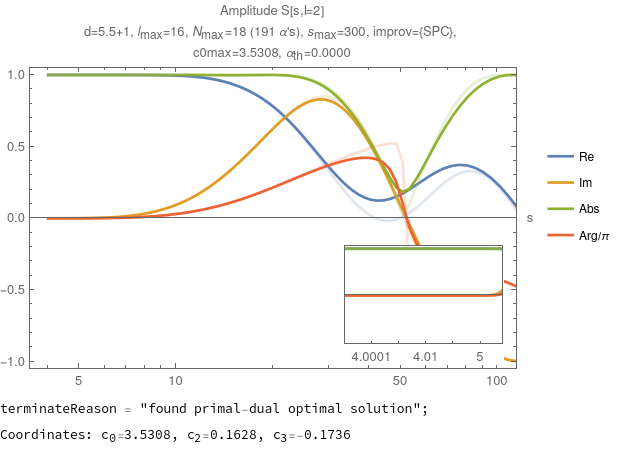 Amplitude S[s,l=2]
d=5.5+1, lmax=16, Nmax=18 (191 α's), smax=300, improv={SPC},
c0max=3.5308, αth=0.0000
1.0
0.5
0.0
−0.5
−1.0
s
Re
Im
Abs
Arg/π
4.0001 4.01 5
5 10 50 100
terminateReason = "found primal-dual optimal solution";
Coordinates: c0=3.5308, c2=0.1628, c3=-0.1736